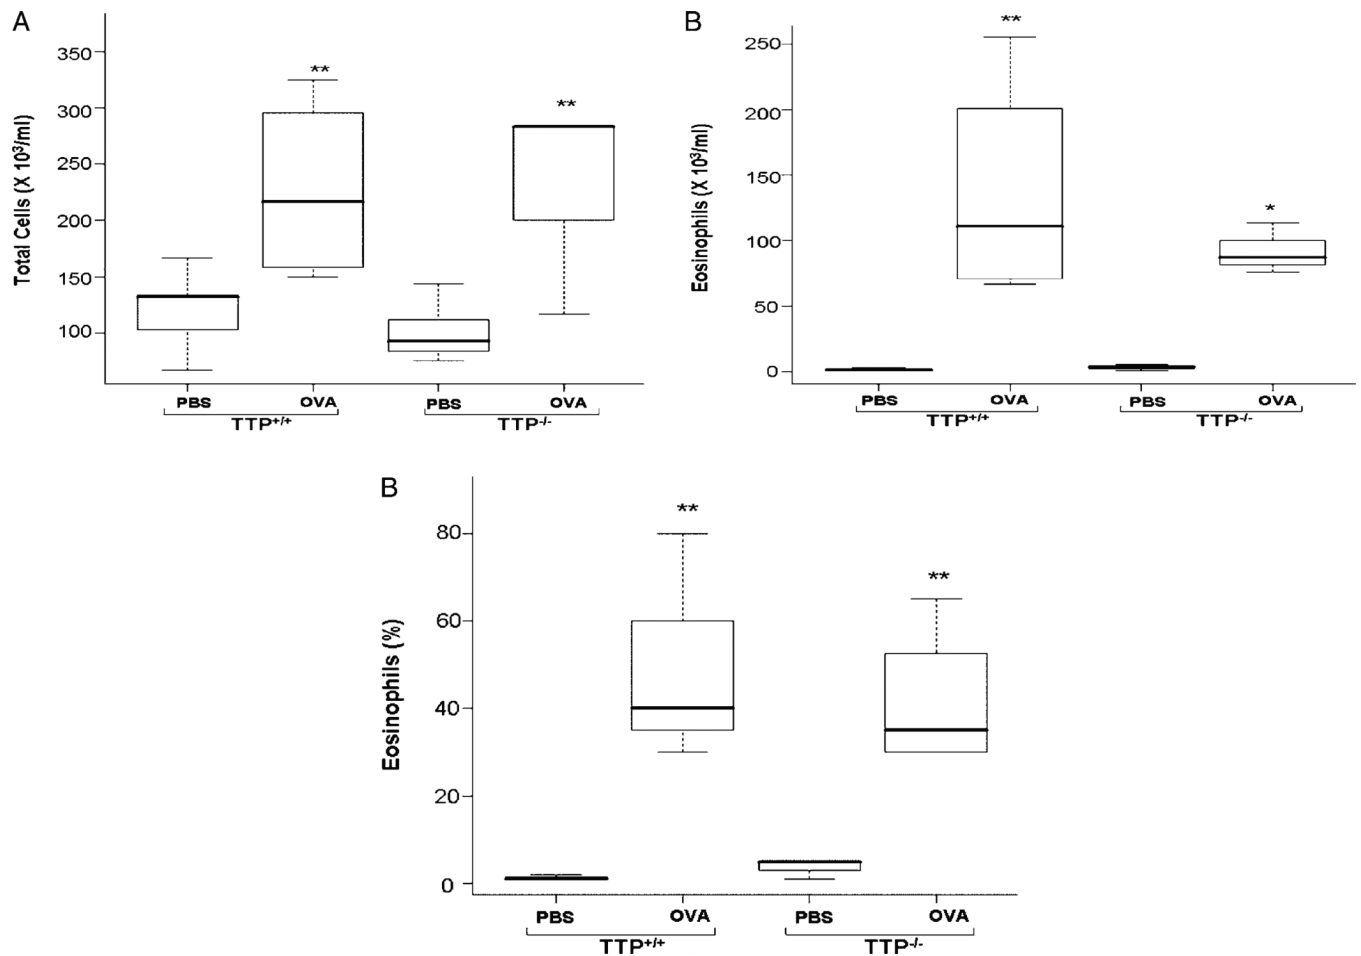 A
Total Cells (X 10³/ml)
350
300
250
200
150
100
**
**
PBS
OVA
PBS
OVA
TTP+/+
TTP-/-
B
Eosinophils (X 10³/ml)
250
200
150
100
50
0
**
*
PBS
OVA
PBS
OVA
TTP+/+
TTP-/-
B
Eosinophils (%)
80
60
40
20
0
**
**
PBS
OVA
PBS
OVA
TTP+/+
TTP-/-